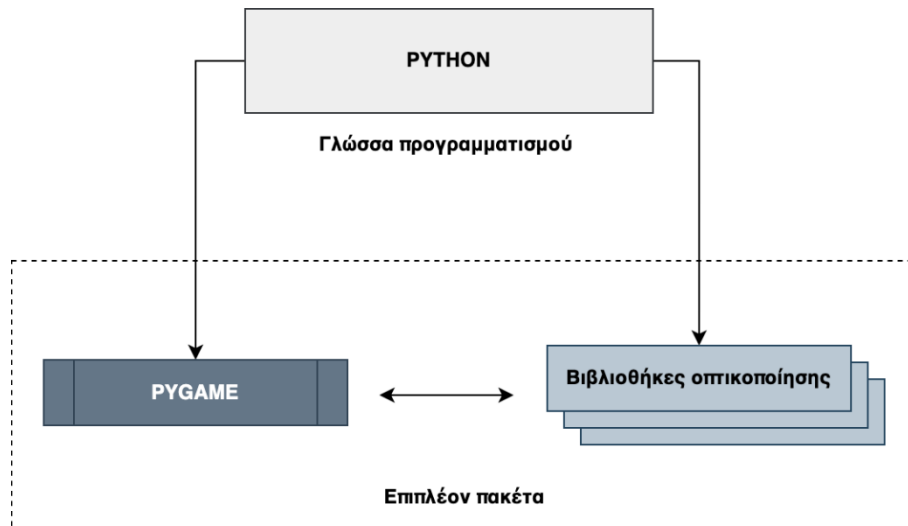 PYTHON
Γλώσσα προγραμματισμού
PYGAME
Βιβλιοθήκες οπτικοποίησης
Επιπλέον πακέτα